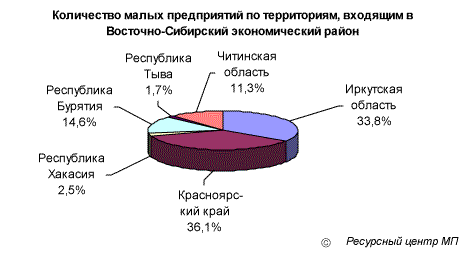 Количество малых предприятий по территориям, входящим в
Восточно-Сибирский экономический район
Республика
Тыва
1,7%
Читинская
область
11,3%
Иркутская
область
33,8%
Республика
Бурятия
14,6%
Республика
Хакасия
2,5%
Красноярс-
кий край
36,1%
© Ресурсный центр МП